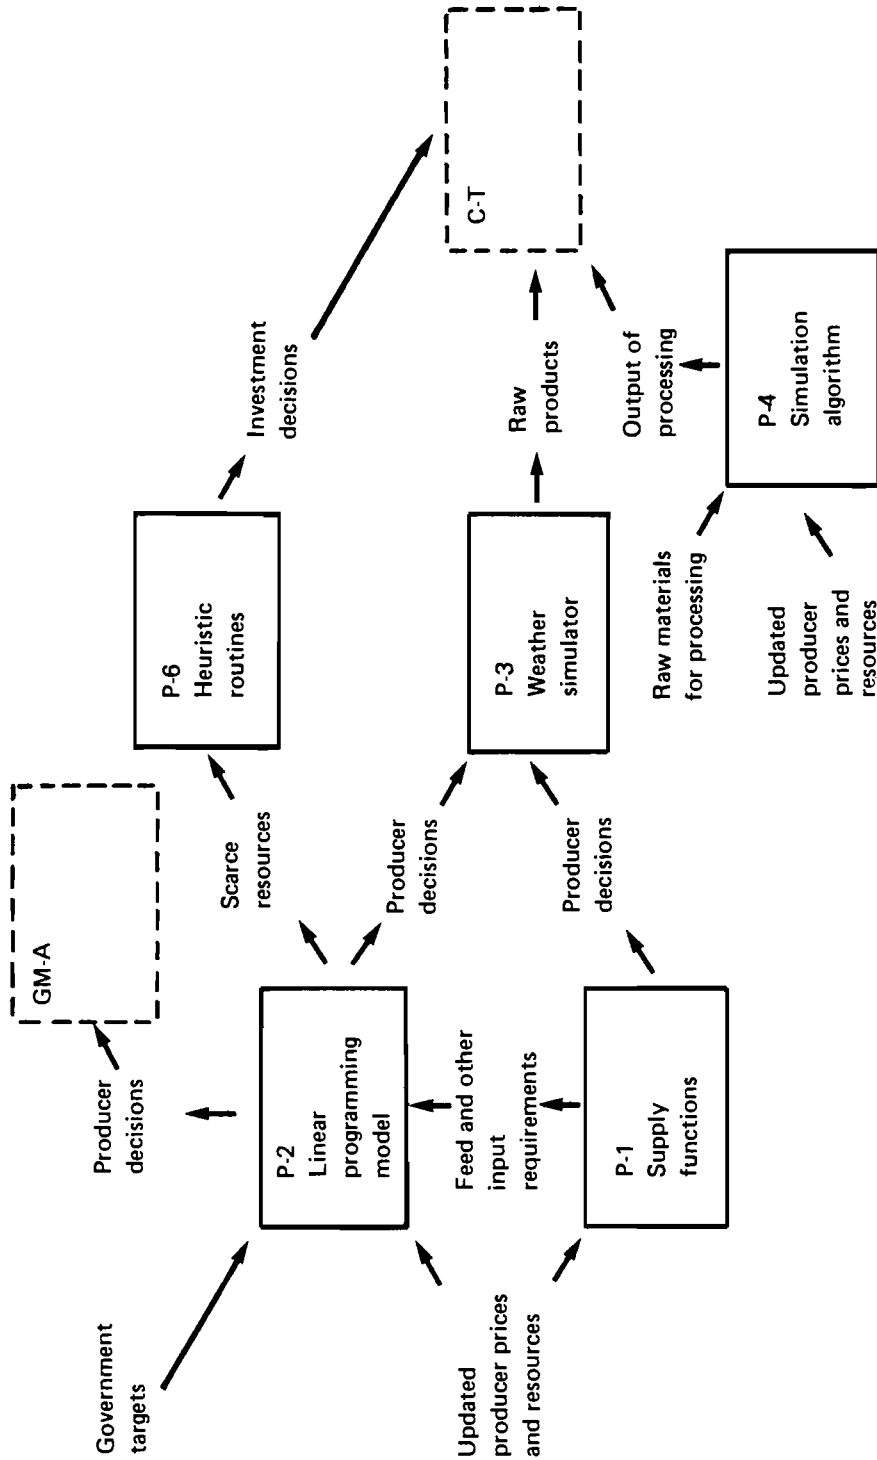 Government
targets
Producer
decisions
GM-A
Updated
producer prices
and resources
P-2
Linear
programming
model
Feed and other
input
requirements
P-1
Supply
functions
Scarce
resources
Producer
decisions
Producer
decisions
P-6
Heuristic
routines
P-3
Weather
simulator
Raw materials
for processing
Updated
producer
prices and
resources
Investment
decisions
Raw
products
Output of
processing
P-4
Simulation
algorithm
C-T